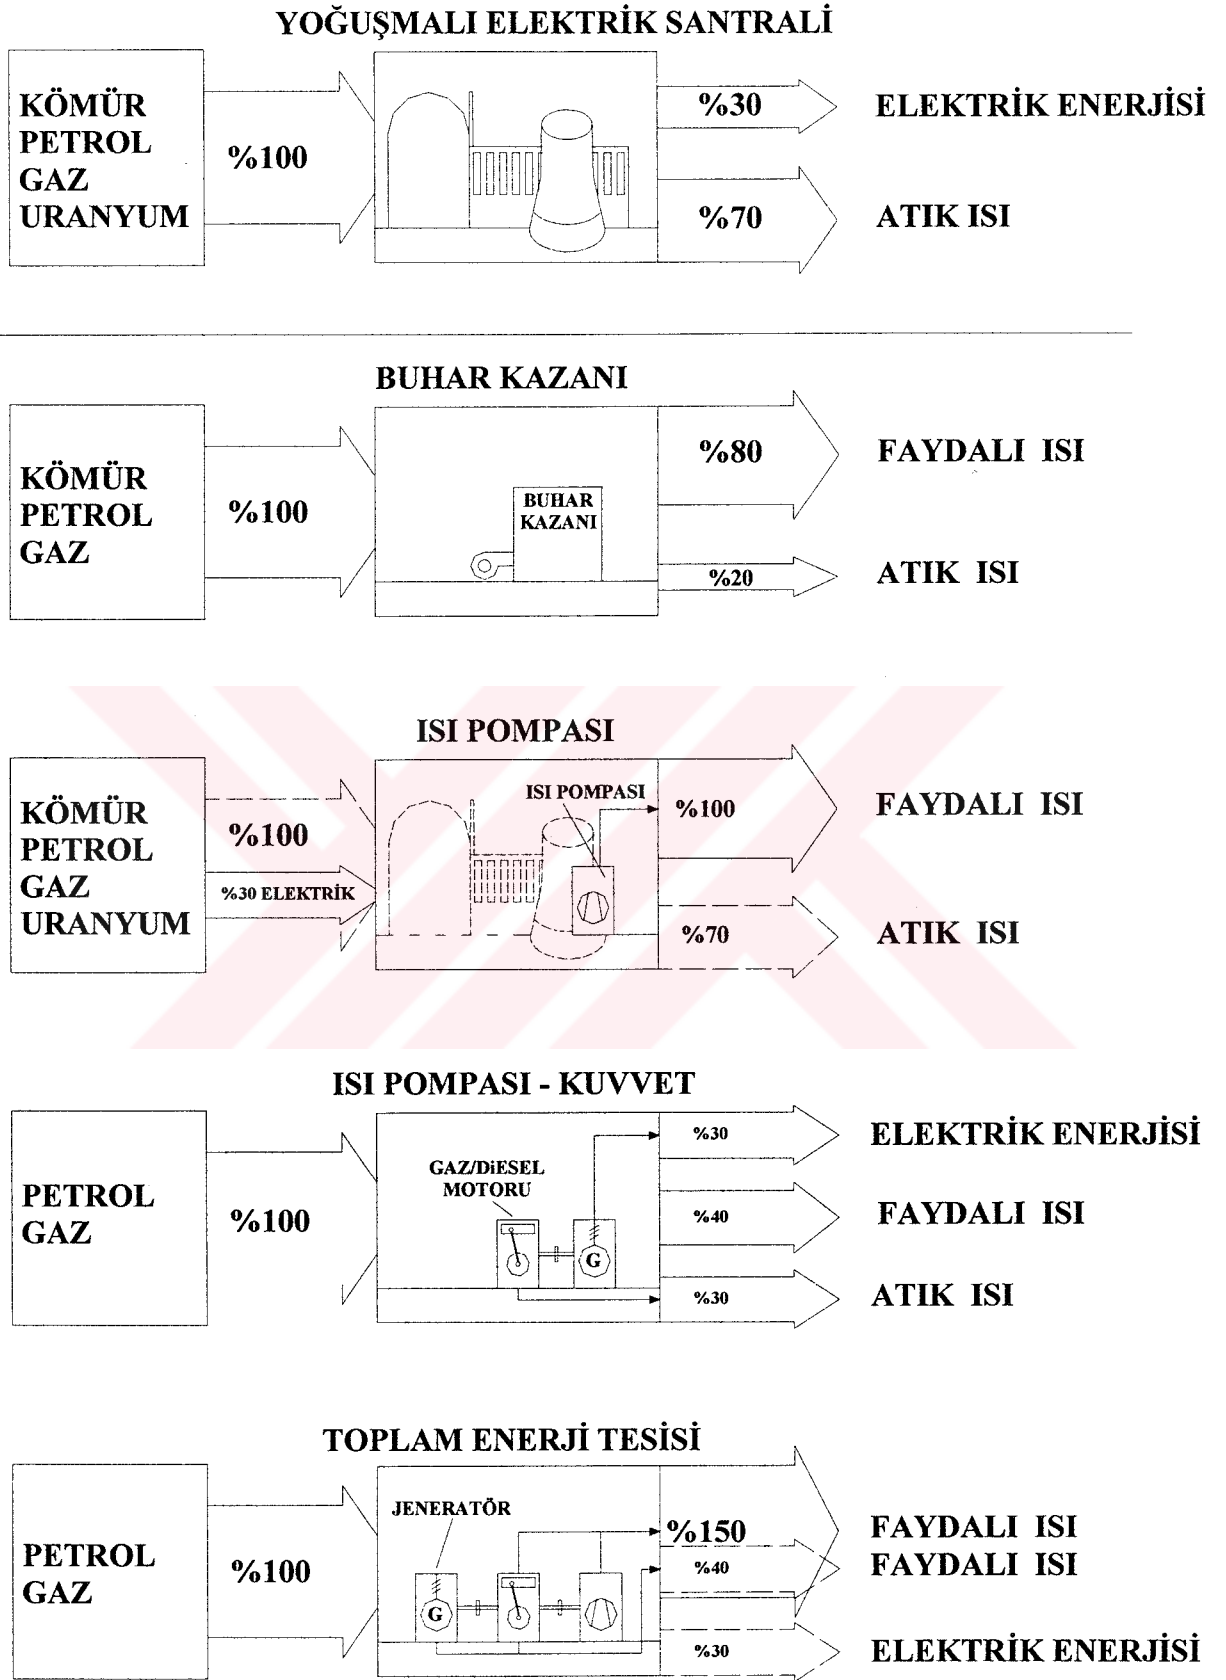 YOĞUŞMALI ELEKTRİK SANTRALİ
KÖMÜR
PETROL
GAZ
URANYUM
%100
%30
ELEKTRİK ENERJİSİ
%70
ATIK ISI
BUHAR KAZANI
KÖMÜR
PETROL
GAZ
%100
BUHAR
KAZANI
%80
FAYDALI ISI
%20
ATIK ISI
ISI POMPASI
KÖMÜR
PETROL
GAZ
URANYUM
%100
%30 ELEKTRİK
ISI POMPASI
%100
FAYDALI ISI
%70
ATIK ISI
ISI POMPASI - KUVVET
PETROL
GAZ
%100
GAZ/DiESEL
MOTORU
G
%30
ELEKTRİK ENERJİSİ
%40
FAYDALI ISI
%30
ATIK ISI
TOPLAM ENERJİ TESİSİ
PETROL
GAZ
%100
JENERATÖR
G
%150
FAYDALI ISI
%40
FAYDALI ISI
%30
ELEKTRİK ENERJİSİ